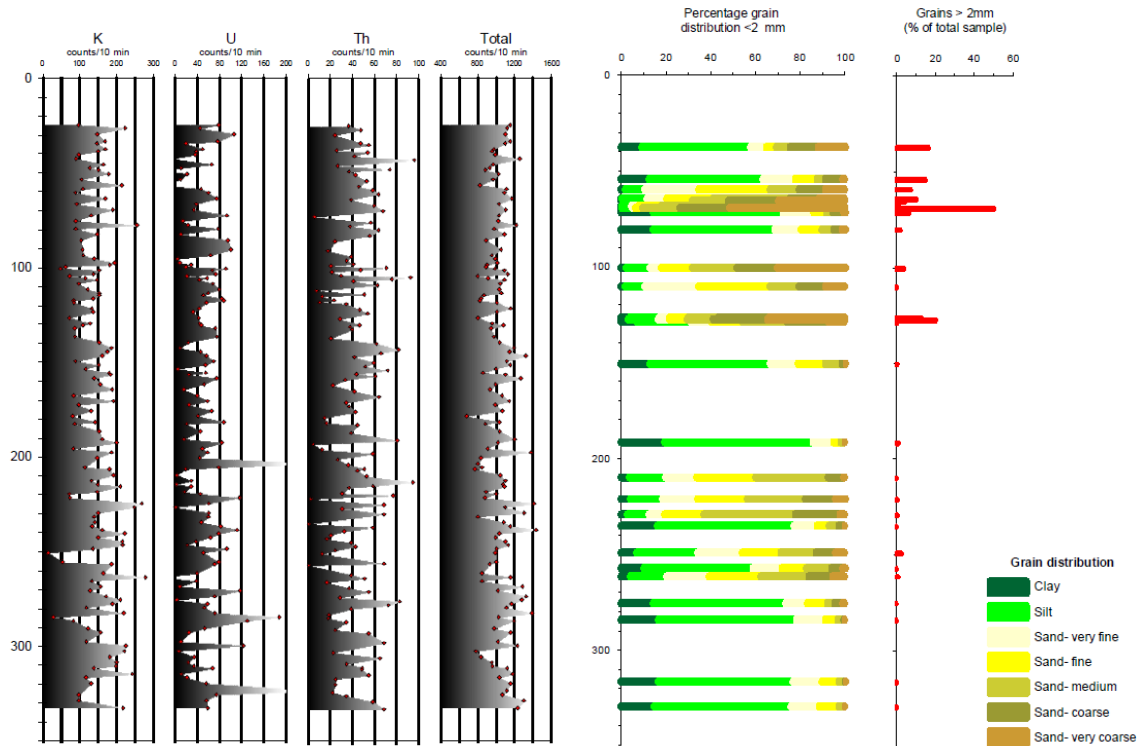 Percentage grain
distribution <2 mm
Grains > 2mm
(% of total sample)
K
counts/10 min
U
counts/10 min
Th
counts/10 min
Total
counts/10 min
0 100 200 300
0 40 80 120 160 200
0 20 40 60 80 100
400 800 1200 1600
0 20 40 60 80 100
0 20 40 60
0
100
200
300
0
100
200
300
Grain distribution
Clay
Silt
Sand- very fine
Sand- fine
Sand- medium
Sand- coarse
Sand- very coarse